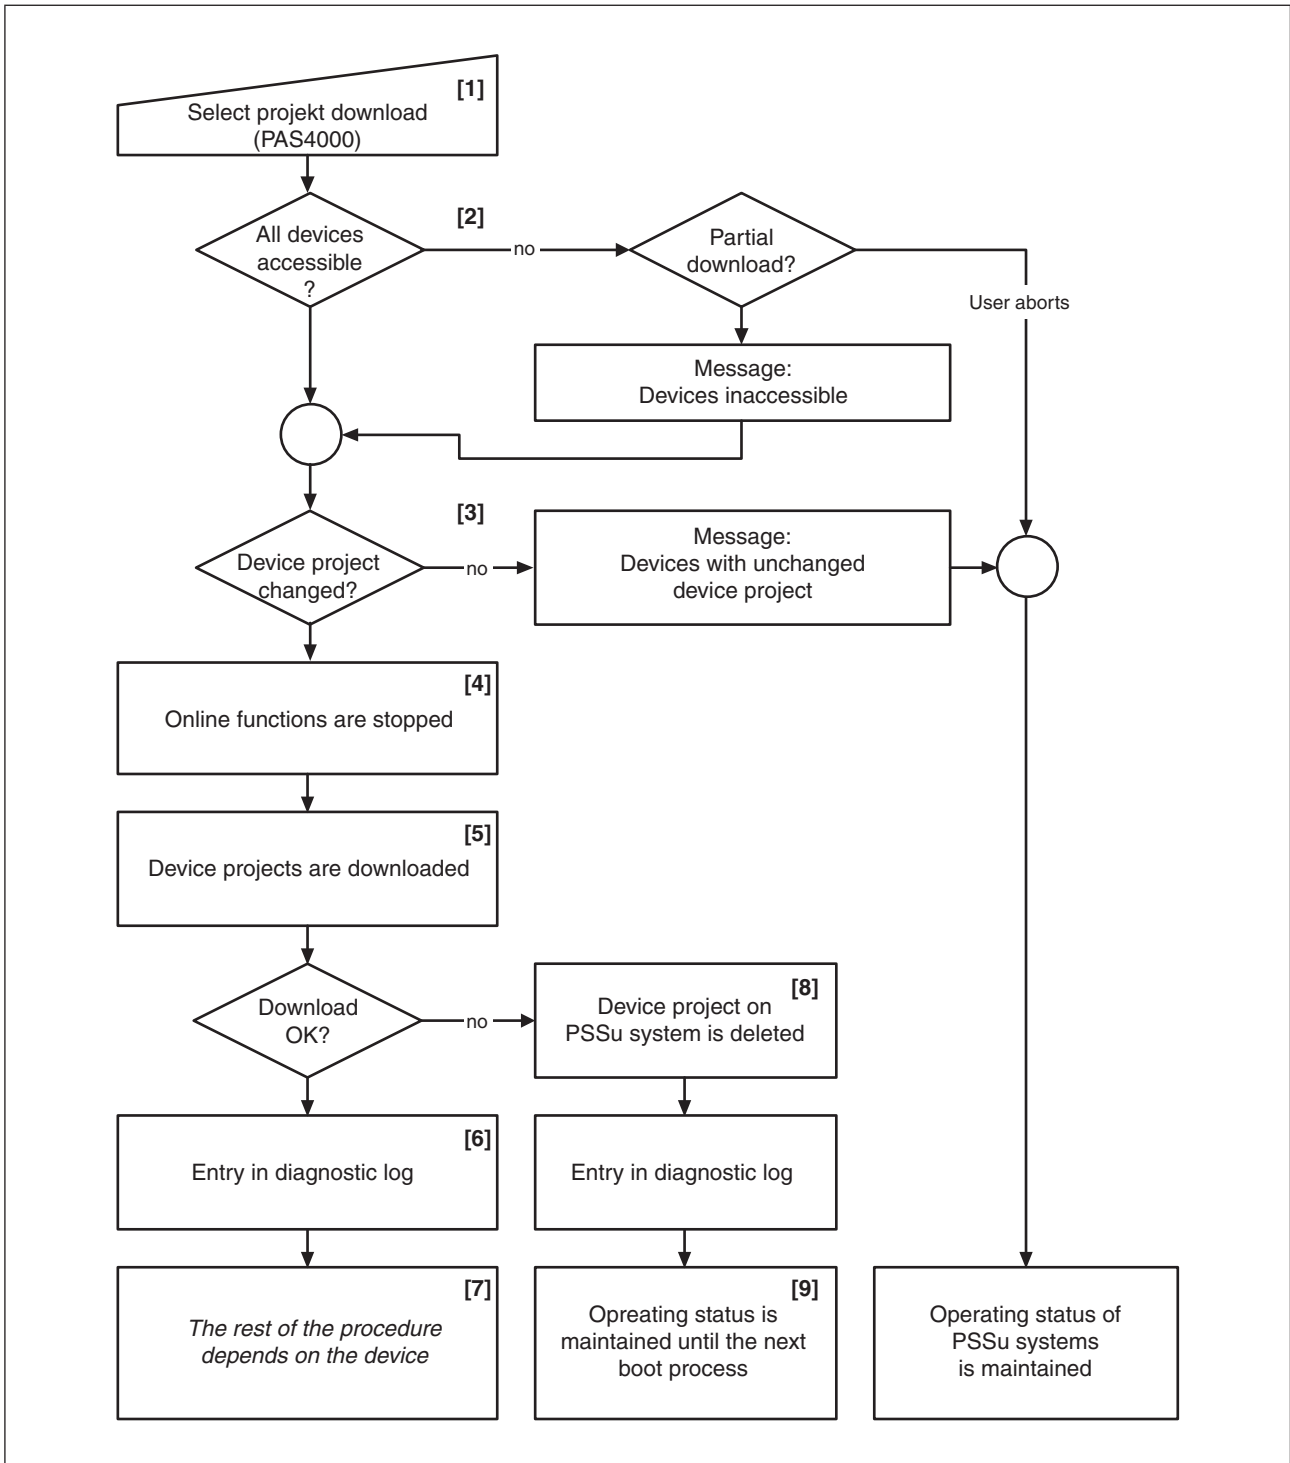 [1]
Select projekt download
(PAS4000)
All devices
accessible
?
[2]
no
Partial
download?
User aborts
Message:
Devices inaccessible
[3]
Device project
changed?
no
Message:
Devices with unchanged
device project
[4]
Online functions are stopped
[5]
Device projects are downloaded
Download
OK?
no
[8]
Device project on
PSSu system is deleted
[6]
Entry in diagnostic log
Entry in diagnostic log
[7]
The rest of the procedure
depends on the device
[9]
Opreating status is
maintained until the next
boot process
Operating status of
PSSu systems
is maintained